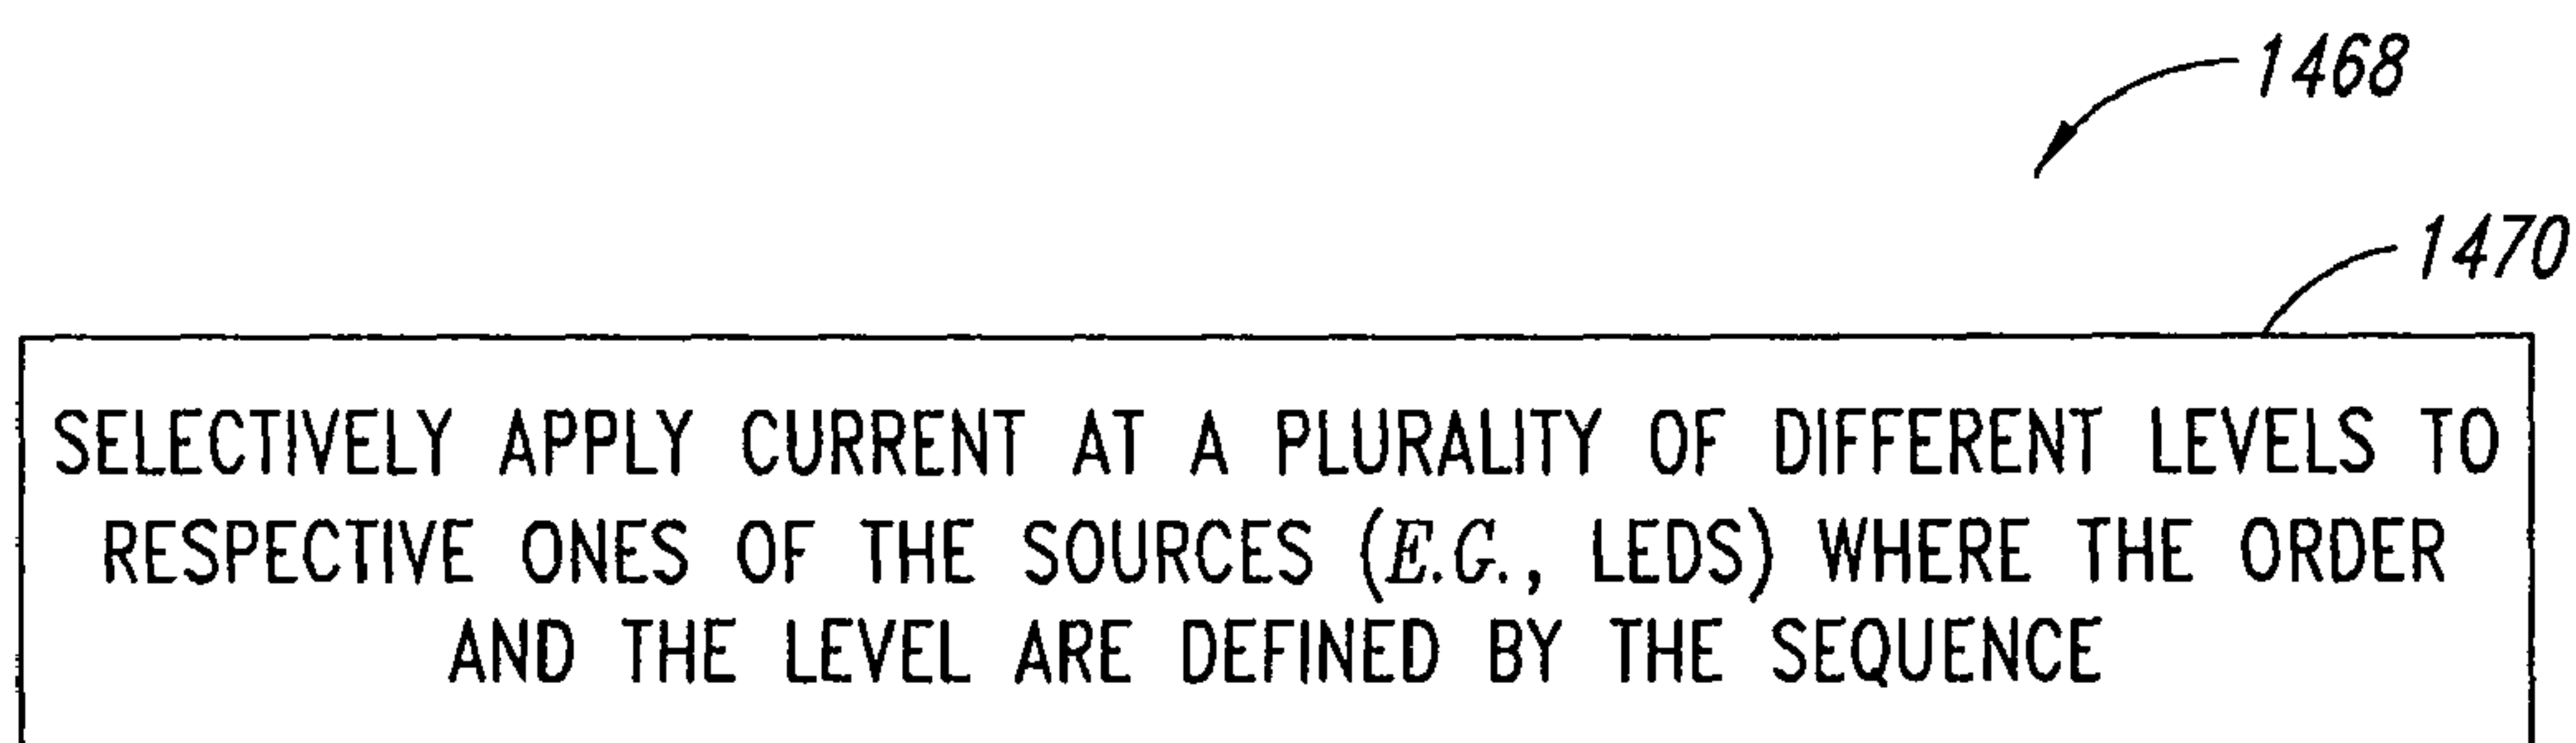 1468
1470
SELECTIVELY APPLY CURRENT AT A PLURALITY OF DIFFERENT LEVELS TO
RESPECTIVE ONES OF THE SOURCES (E.G., LEDS) WHERE THE ORDER
AND THE LEVEL ARE DEFINED BY THE SEQUENCE